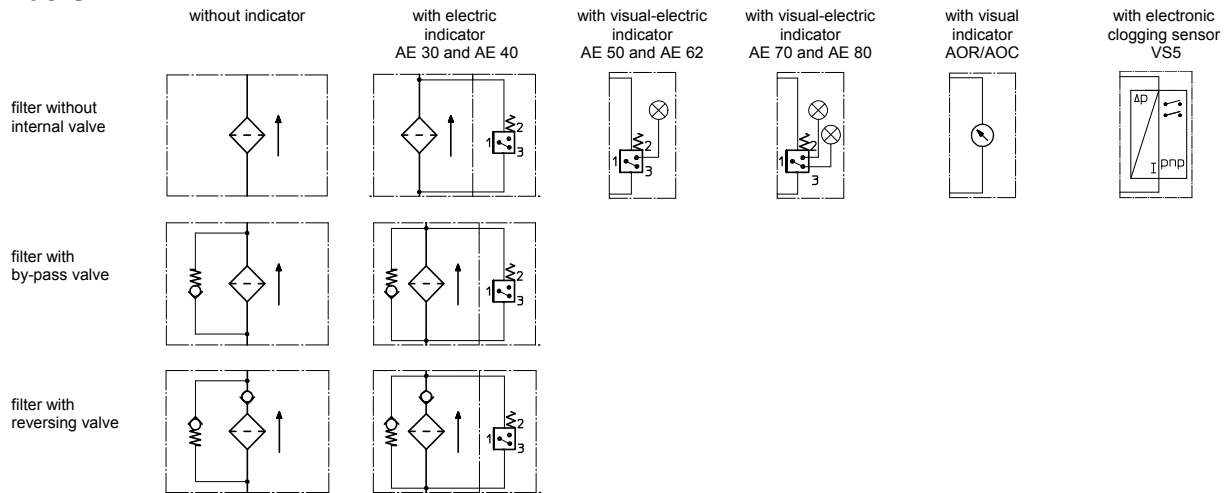 without indicator
with electric
indicator
AE 30 and AE 40
with visual-electric
indicator
AE 50 and AE 62
with visual-electric
indicator
AE 70 and AE 80
with visual
indicator
AOR/AOC
with electronic
clogging sensor
VS5
filter without
internal valve
1 2 3
1 2 3
1 2 3
Δp
I pnp
filter with
by-pass valve
1 2 3
filter with
reversing valve
1 2 3